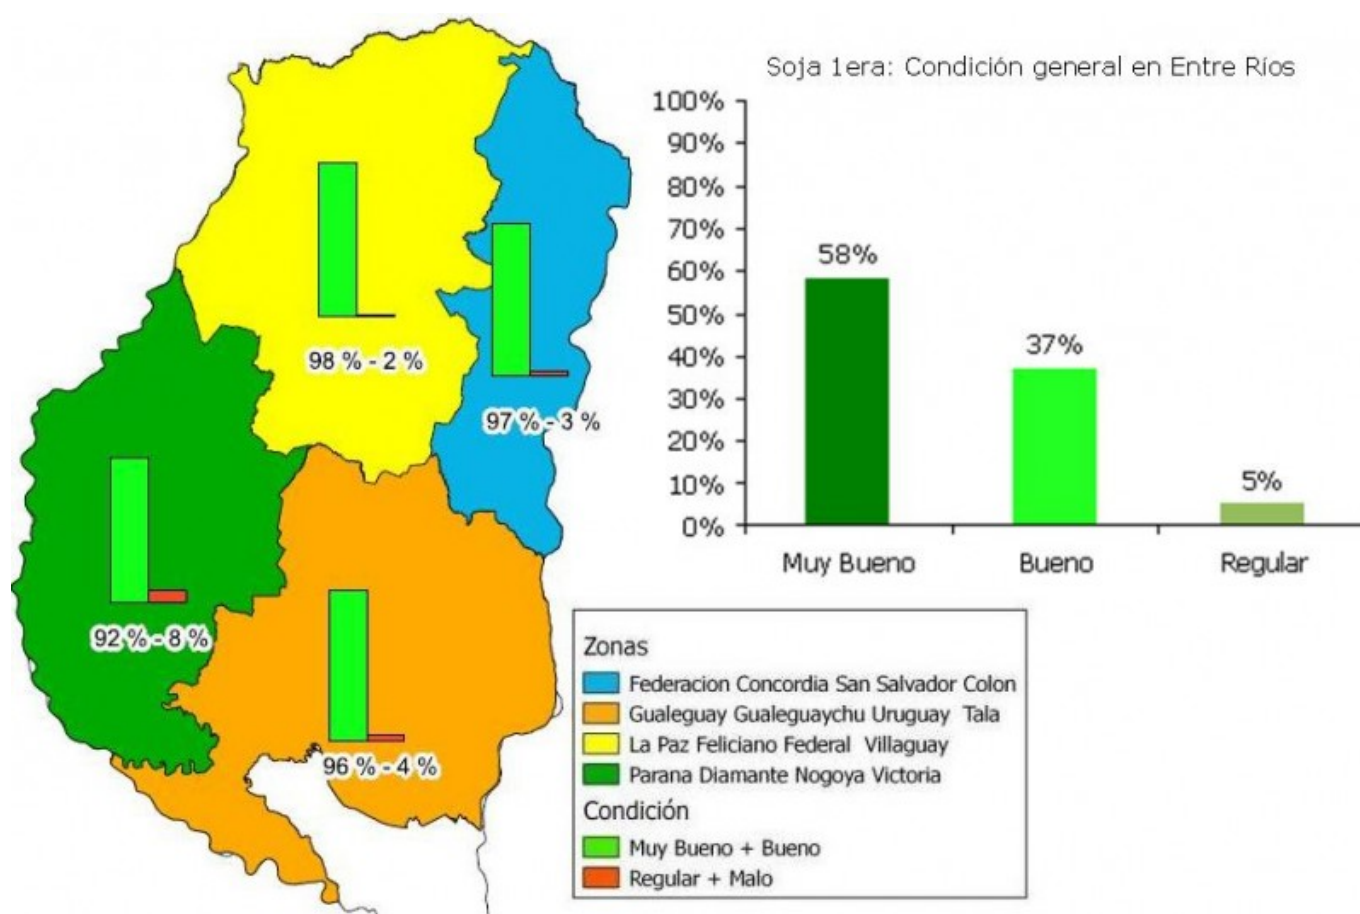 98 % - 2 %
97 % - 3 %
92 % - 8 %
96 % - 4 %
Soja 1era: Condición general en Entre Ríos
100%
90%
80%
70%
60%
50%
40%
30%
20%
10%
0%
58%
37%
5%
Muy Bueno
Bueno
Regular
Zonas
Federacion Concordia San Salvador Colon
Gualeguay Gualeguaychu Uruguay Tala
La Paz Feliciano Federal Villaguay
Parana Diamante Nogoya Victoria
Condición
Muy Bueno + Bueno
Regular + Malo